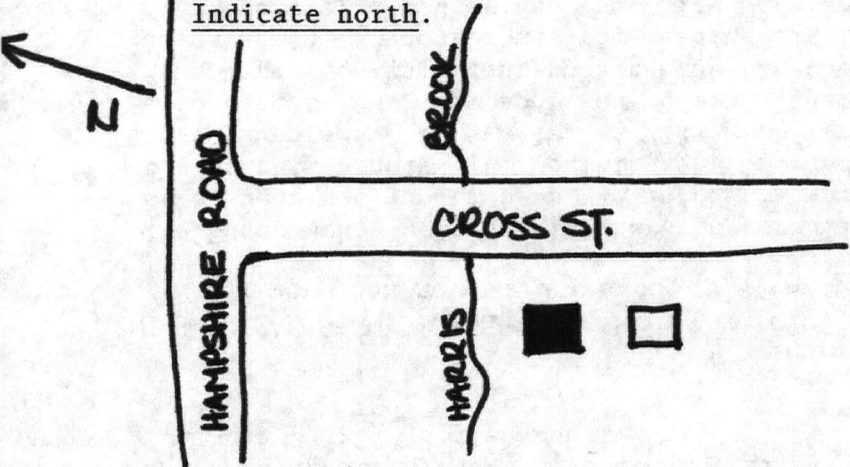 Indicate north.
N
HAMPSHIRE ROAD
BROOK
CROSS ST.
HARRIS